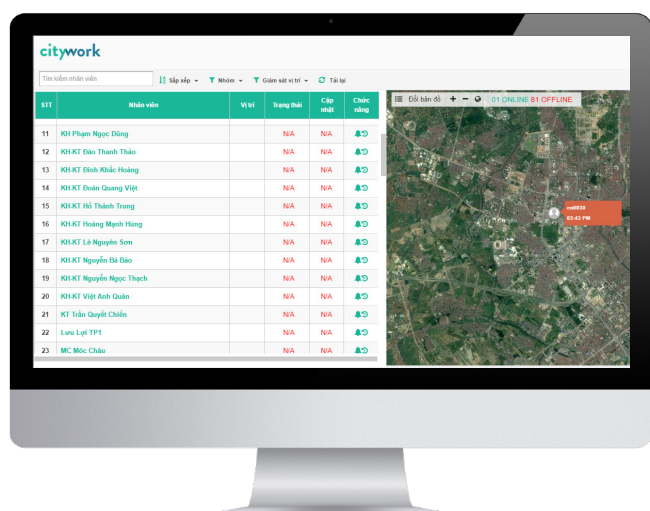 citywork
Tìm kiếm nhân viên Sắp xếp Nhóm Giám sát vị trí Tải lại
STT Nhân viên Vị trí Trạng thái Cập nhật Chức năng
11 KH Phạm Ngọc Dũng N/A N/A
12 KH-KT Đào Thanh Thảo N/A N/A
13 KH-KT Đinh Khắc Hoáng N/A N/A
14 KH-KT Đoàn Quang Việt N/A N/A
15 KH-KT Hồ Thành Trung N/A N/A
16 KH-KT Hoàng Mạnh Hùng N/A N/A
17 KH-KT Lê Nguyên Sơn N/A N/A
18 KH-KT Nguyễn Bá Bảo N/A N/A
19 KH-KT Nguyễn Ngọc Thạch N/A N/A
20 KH-KT Việt Anh Quân N/A N/A
21 KT Trần Quyết Chiến N/A N/A
22 Lưu Lợi TP1 N/A N/A
23 MC Mộc Châu N/A N/A
Đổi bản đồ 01 ONLINE 81 OFFLINE
03:43 PM